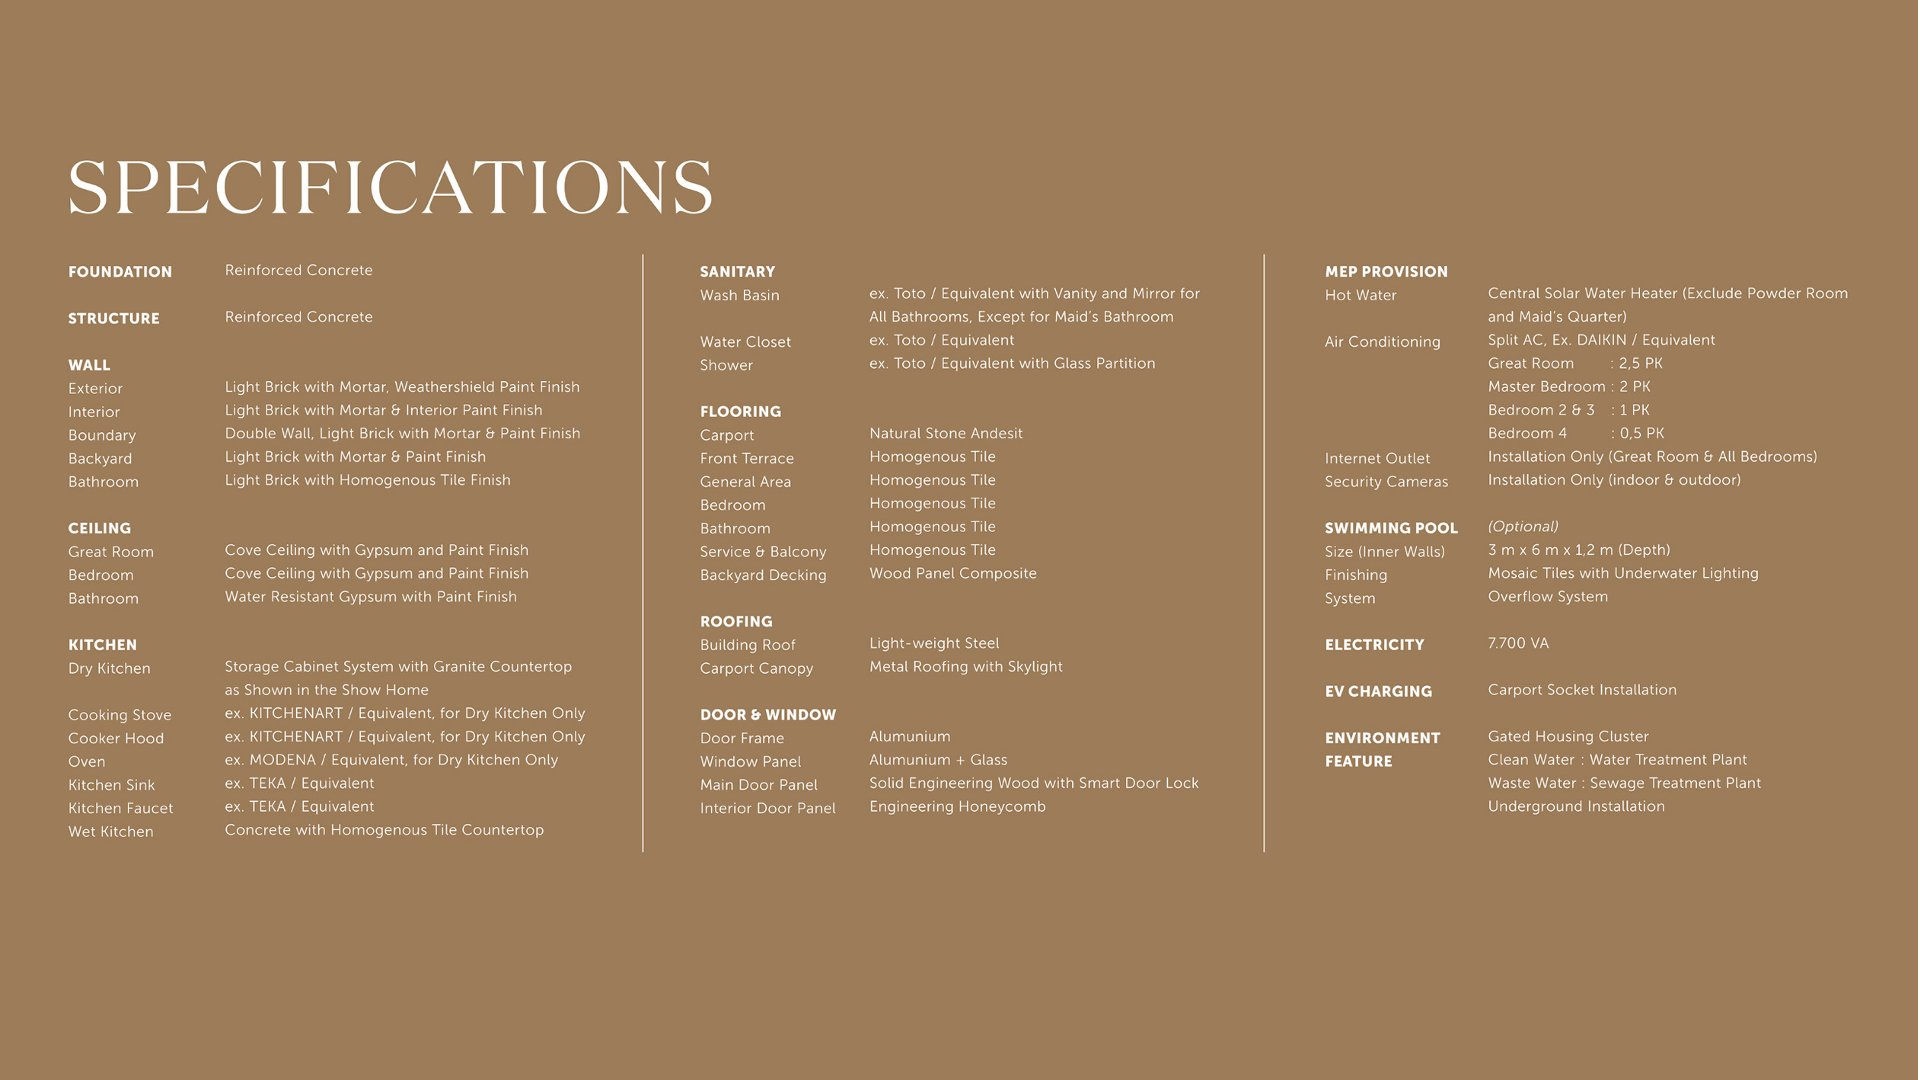 SPECIFICATIONS
FOUNDATION Reinforced Concrete
STRUCTURE Reinforced Concrete
WALL
Exterior Light Brick with Mortar, Weathershield Paint Finish
Interior Light Brick with Mortar & Interior Paint Finish
Boundary Double Wall, Light Brick with Mortar & Paint Finish
Backyard Light Brick with Mortar & Paint Finish
Bathroom Light Brick with Homogenous Tile Finish
CEILING
Great Room Cove Ceiling with Gypsum and Paint Finish
Bedroom Cove Ceiling with Gypsum and Paint Finish
Bathroom Water Resistant Gypsum with Paint Finish
KITCHEN
Dry Kitchen Storage Cabinet System with Granite Countertop
as Shown in the Show Home
Cooking Stove ex. KITCHENART / Equivalent, for Dry Kitchen Only
Cooker Hood ex. KITCHENART / Equivalent, for Dry Kitchen Only
Oven ex. MODENA / Equivalent, for Dry Kitchen Only
Kitchen Sink ex. TEKA / Equivalent
Kitchen Faucet ex. TEKA / Equivalent
Wet Kitchen Concrete with Homogenous Tile Countertop
SANITARY
Wash Basin ex. Toto / Equivalent with Vanity and Mirror for
All Bathrooms, Except for Maid's Bathroom
Water Closet ex. Toto / Equivalent
Shower ex. Toto / Equivalent with Glass Partition
FLOORING
Carport Natural Stone Andesit
Front Terrace Homogenous Tile
General Area Homogenous Tile
Bedroom Homogenous Tile
Bathroom Homogenous Tile
Service & Balcony Homogenous Tile
Backyard Decking Wood Panel Composite
ROOFING
Building Roof Light-weight Steel
Carport Canopy Metal Roofing with Skylight
DOOR & WINDOW
Door Frame Alumunium
Window Panel Alumunium + Glass
Main Door Panel Solid Engineering Wood with Smart Door Lock
Interior Door Panel Engineering Honeycomb
MEP PROVISION
Hot Water Central Solar Water Heater (Exclude Powder Room
and Maid's Quarter)
Air Conditioning Split AC, Ex. DAIKIN / Equivalent
Great Room : 2,5 PK
Master Bedroom : 2 PK
Bedroom 2 & 3 : 1 PK
Bedroom 4 : 0,5 PK
Internet Outlet Installation Only (Great Room & All Bedrooms)
Security Cameras Installation Only (indoor & outdoor)
SWIMMING POOL (Optional)
Size (Inner Walls) 3 m x 6 m x 1,2 m (Depth)
Finishing Mosaic Tiles with Underwater Lighting
System Overflow System
ELECTRICITY 7.700 VA
EV CHARGING Carport Socket Installation
ENVIRONMENT Gated Housing Cluster
FEATURE Clean Water : Water Treatment Plant
Waste Water : Sewage Treatment Plant
Underground Installation